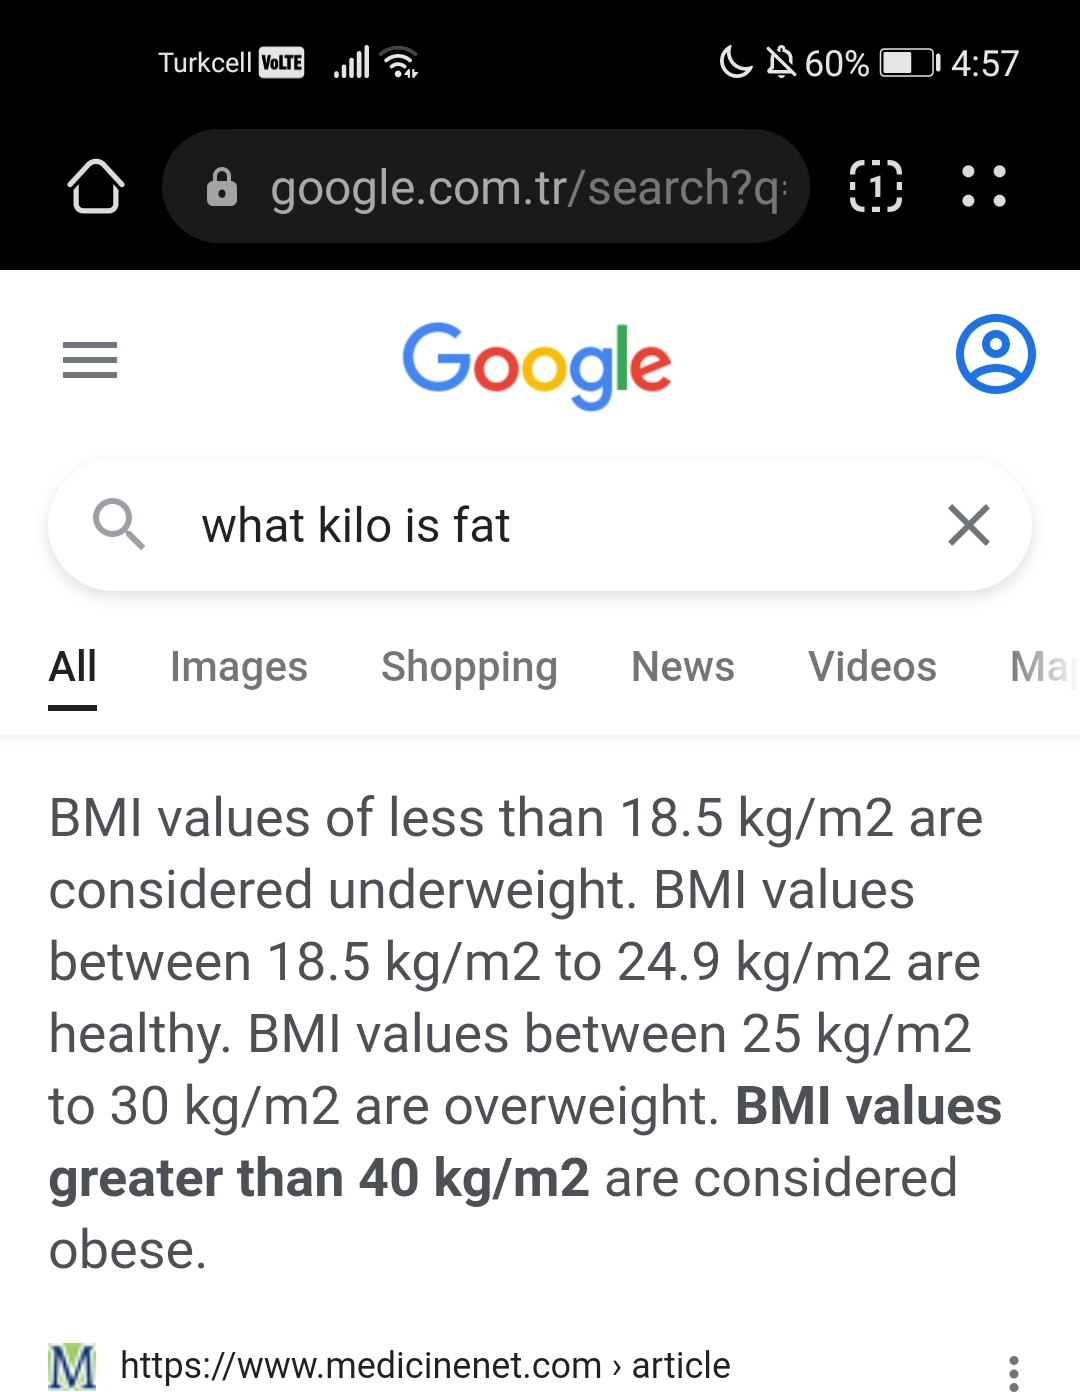 Turkcell VoLTE 60% 4:57
google.com.tr/search?q 1
Google
what kilo is fat
All Images Shopping News Videos Map
BMI values of less than 18.5 kg/m2 are
considered underweight. BMI values
between 18.5 kg/m2 to 24.9 kg/m2 are
healthy. BMI values between 25 kg/m2
to 30 kg/m2 are overweight. BMI values
greater than 40 kg/m2 are considered
obese.
M https://www.medicinenet.com › article